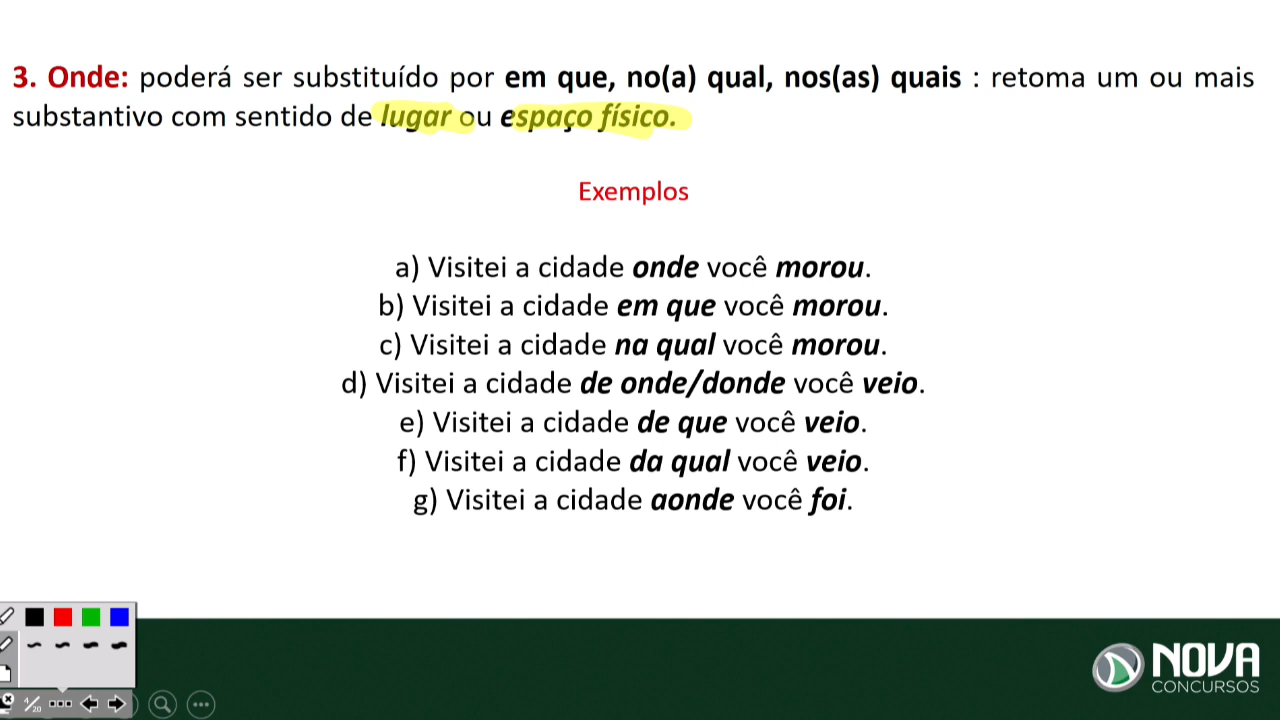 3. Onde: poderá ser substituído por em que, no(a) qual, nos(as) quais : retoma um ou mais
substantivo com sentido de lugar ou espaço físico.
Exemplos
a) Visitei a cidade onde você morou.
b) Visitei a cidade em que você morou.
c) Visitei a cidade na qual você morou.
d) Visitei a cidade de onde/donde você veio.
e) Visitei a cidade de que você veio.
f) Visitei a cidade da qual você veio.
g) Visitei a cidade aonde você foi.
NOVA
CONCURSOS
4/20